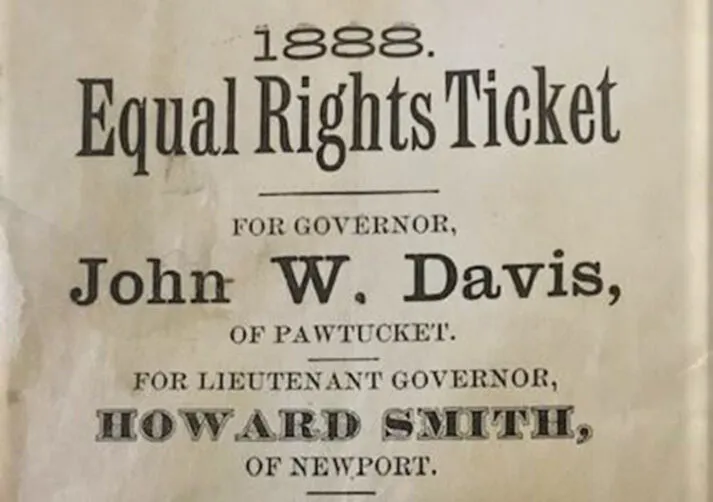 1888.
Equal Rights Ticket
FOR GOVERNOR,
John W. Davis,
OF PAWTUCKET.
FOR LIEUTENANT GOVERNOR,
HOWARD SMITH,
OF NEWPORT.